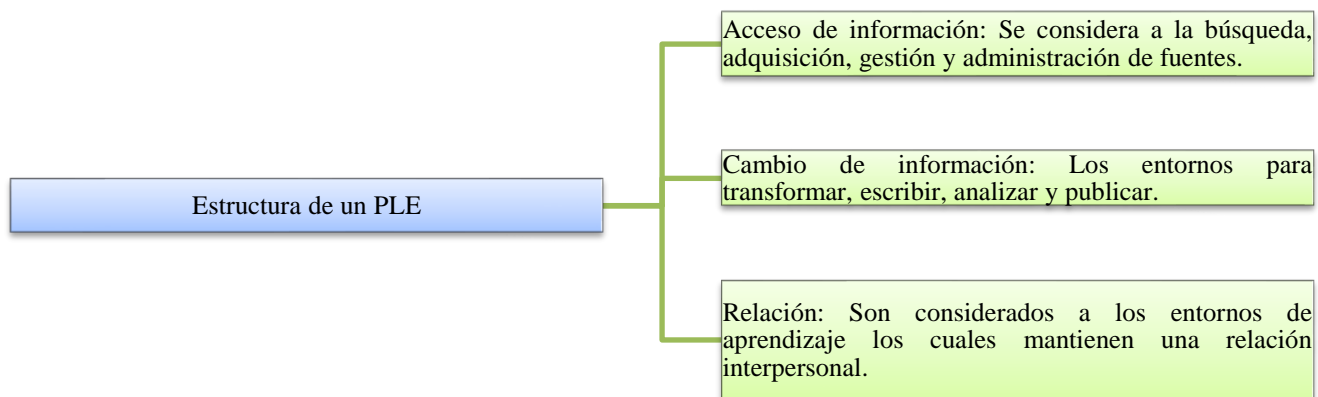 Estructura de un PLE
Acceso de información: Se considera a la búsqueda,
adquisición, gestión y administración de fuentes.
Cambio de información: Los entornos para
transformar, escribir, analizar y publicar.
Relación: Son considerados a los entornos de
aprendizaje los cuales mantienen una relación
interpersonal.